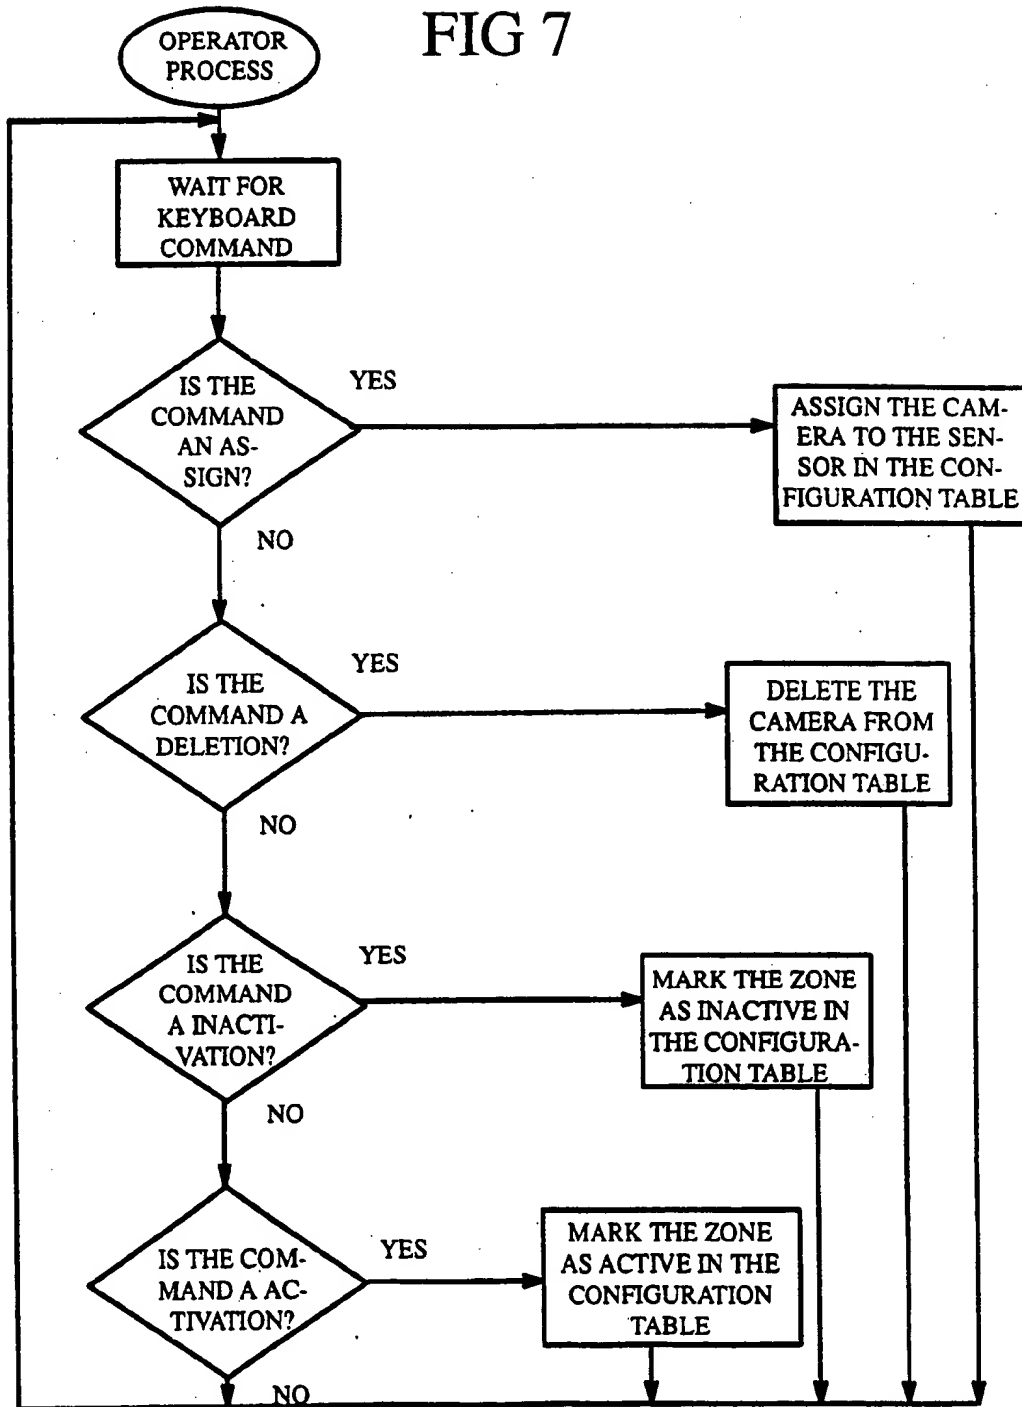 FIG 7
OPERATOR
PROCESS
WAIT FOR
KEYBOARD
COMMAND
IS THE
COMMAND
AN AS-
SIGN?
YES
ASSIGN THE CAM-
ERA TO THE SEN-
SOR IN THE CON-
FIGURATION TABLE
NO
IS THE
COMMAND A
DELETION?
YES
DELETE THE
CAMERA FROM
THE CONFIGU-
RATION TABLE
NO
IS THE
COMMAND
A INACTI-
VATION?
YES
MARK THE ZONE
AS INACTIVE IN
THE CONFIGURA-
TION TABLE
NO
IS THE COM-
MAND A AC-
TIVATION?
YES
MARK THE ZONE
AS ACTIVE IN THE
CONFIGURATION
TABLE
NO